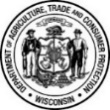 DEPARTMENT OF AGRICULTURE, TRADE AND CONSUMER PROTECTION
WISCONSIN